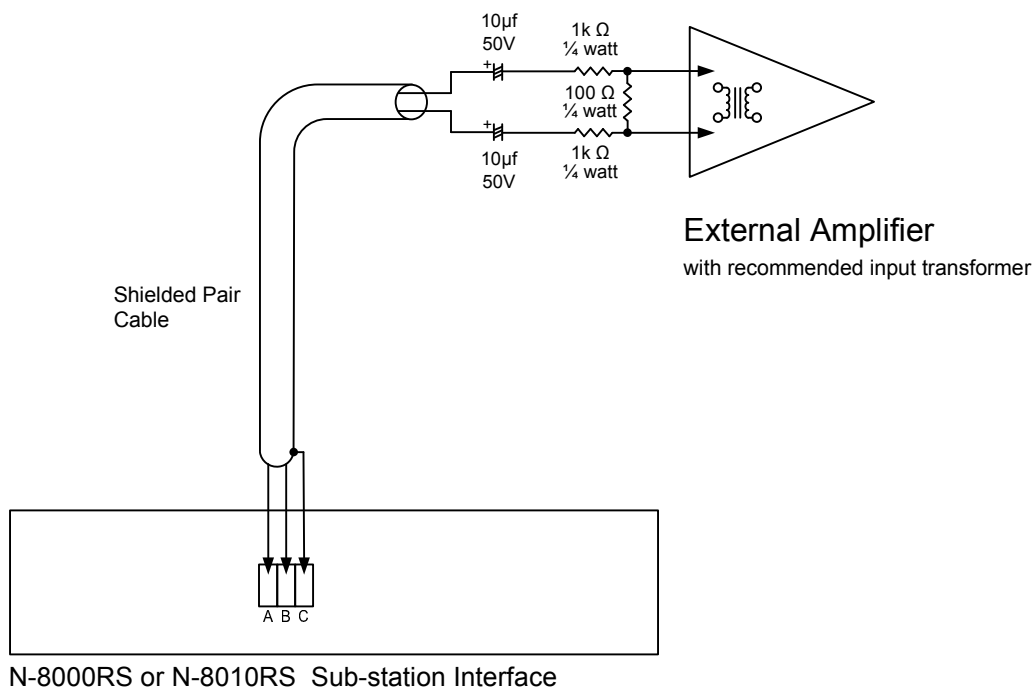 10µf
50V
1k Ω
¼ watt
+
100 Ω
¼ watt
+
10µf
50V
1k Ω
¼ watt
External Amplifier
with recommended input transformer
Shielded Pair
Cable
A B C
N-8000RS or N-8010RS Sub-station Interface